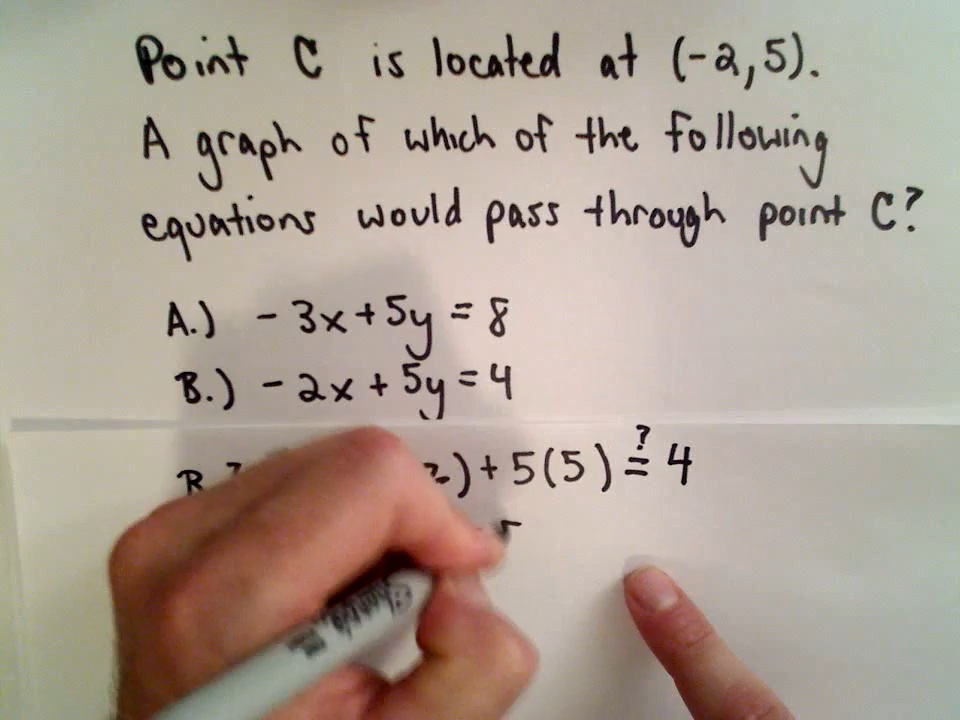 Point C is located at (-2,5).
A graph of which of the following
equations would pass through point C?
A.) - 3x + 5y = 8
B.) - 2x + 5y = 4
) + 5(5) ≟ 4